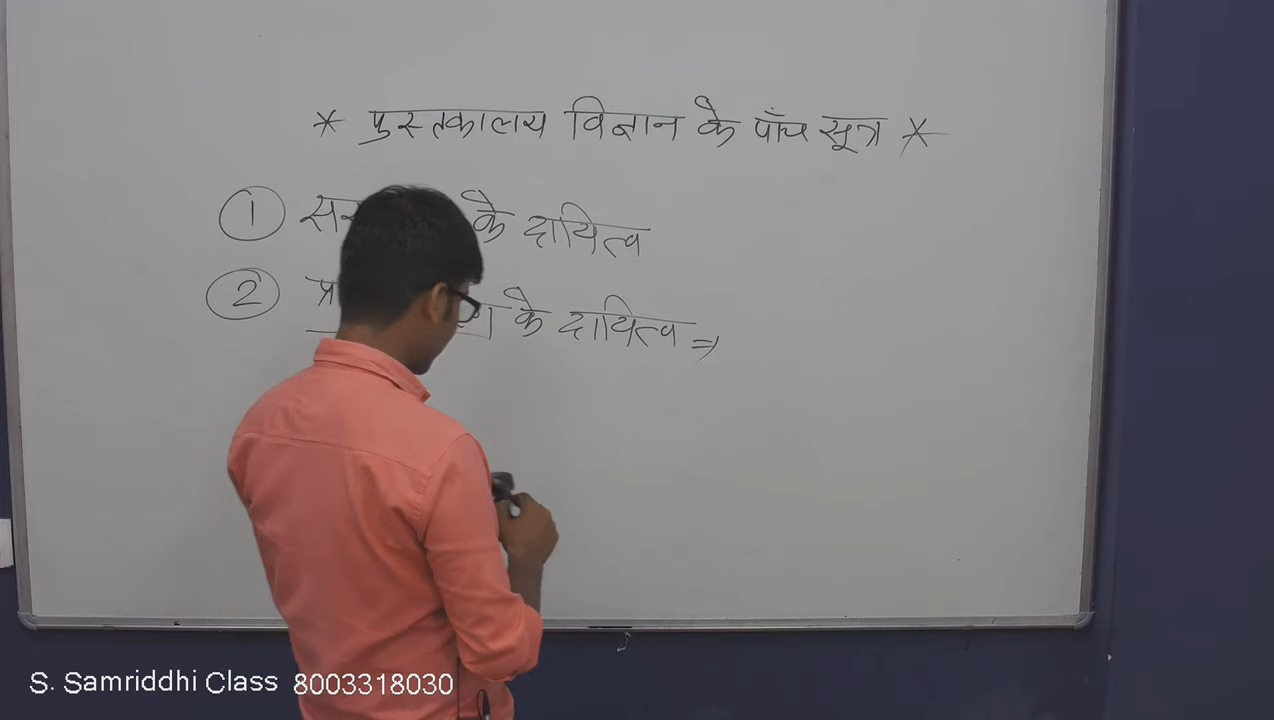 * पुस्तकालय विज्ञान के पाँच सूत्र *
① के दायित्व
② के दायित्व ⇒
S. Samriddhi Class 8003318030